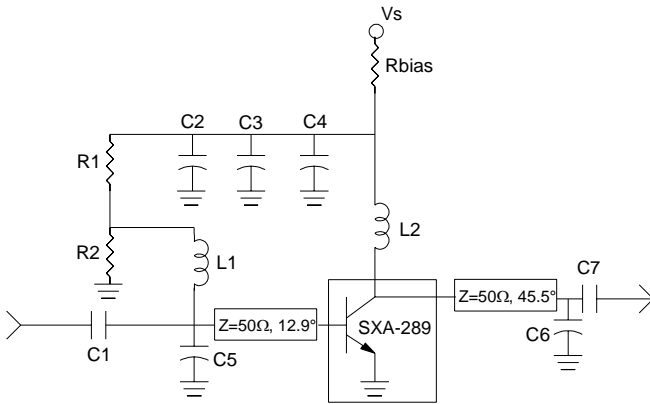 Vs
Rbias
C2
C3
C4
R1
R2
L1
L2
Z=50Ω, 12.9°
Z=50Ω, 45.5°
C7
SXA-289
C1
C5
C6